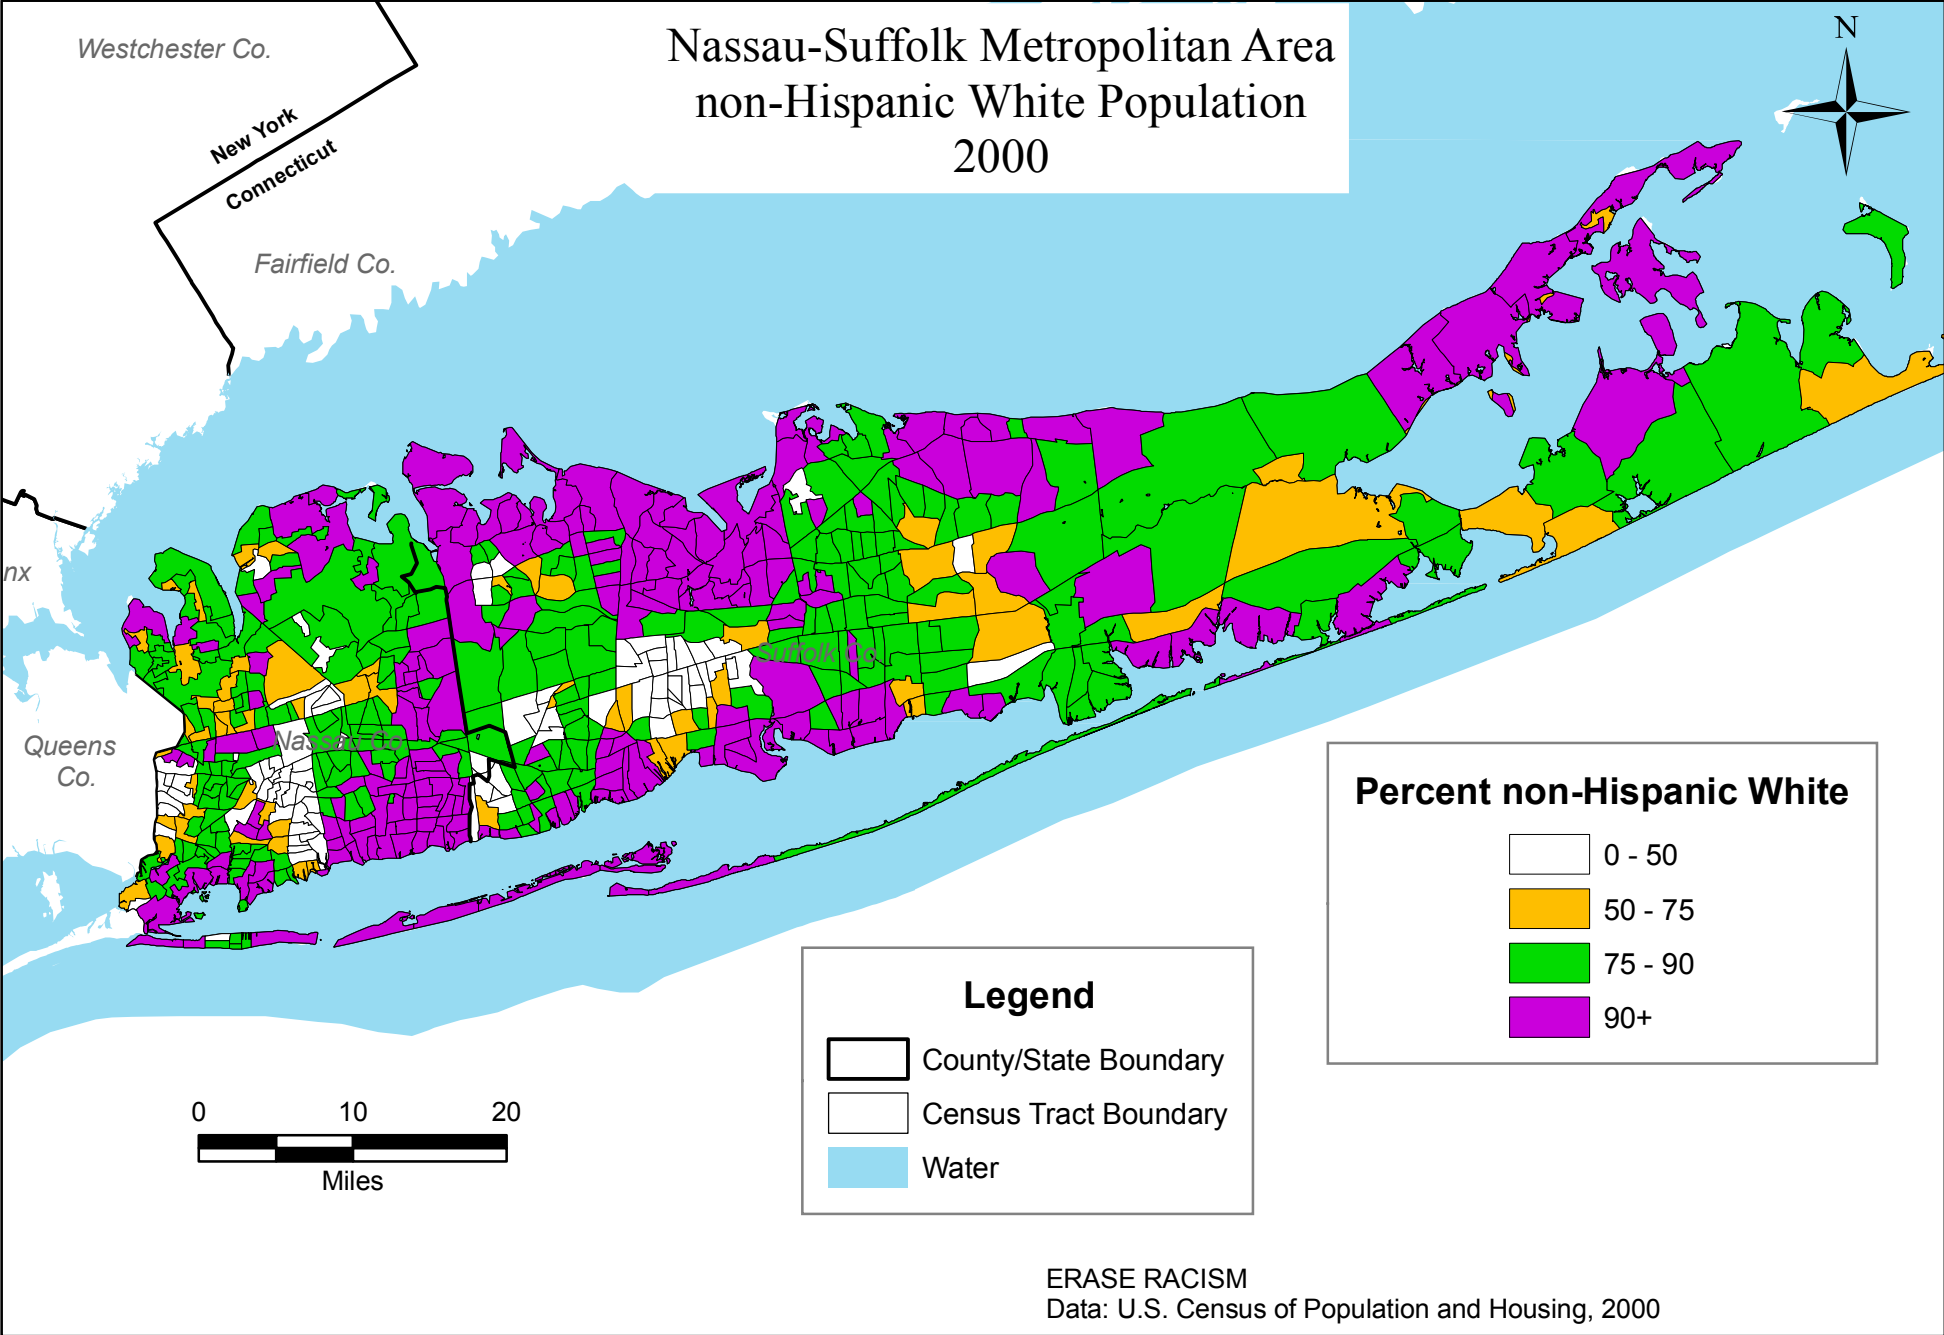 Nassau-Suffolk Metropolitan Area
non-Hispanic White Population
2000
N
Westchester Co.
New York
Connecticut
Fairfield Co.
nx
Queens
Co.
Nassau Co.
Suffolk Co.
Percent non-Hispanic White
0 - 50
50 - 75
75 - 90
90+
Legend
County/State Boundary
Census Tract Boundary
Water
0 10 20
Miles
ERASE RACISM
Data: U.S. Census of Population and Housing, 2000